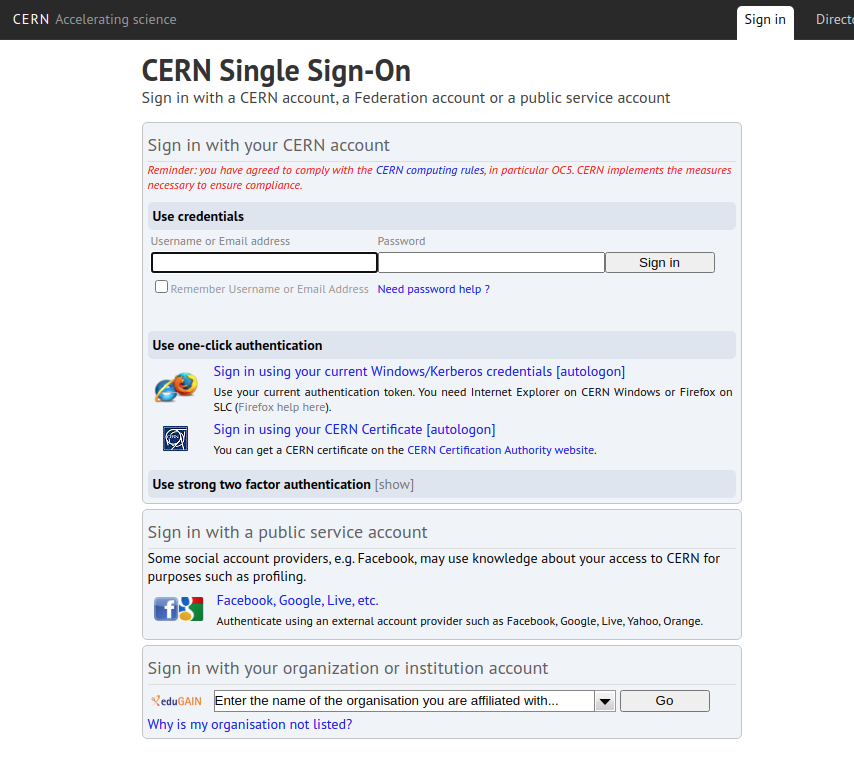 CERN Accelerating science
Sign in
Directo
CERN Single Sign-On
Sign in with a CERN account, a Federation account or a public service account
Sign in with your CERN account
Reminder: you have agreed to comply with the CERN computing rules, in particular OC5. CERN implements the measures
necessary to ensure compliance.
Use credentials
Username or Email address
Password
Sign in
Remember Username or Email Address
Need password help ?
Use one-click authentication
Sign in using your current Windows/Kerberos credentials [autologon]
Use your current authentication token. You need Internet Explorer on CERN Windows or Firefox on
SLC (Firefox help here).
Sign in using your CERN Certificate [autologon]
You can get a CERN certificate on the CERN Certification Authority website.
Use strong two factor authentication [show]
Sign in with a public service account
Some social account providers, e.g. Facebook, may use knowledge about your access to CERN for
purposes such as profiling.
Facebook, Google, Live, etc.
Authenticate using an external account provider such as Facebook, Google, Live, Yahoo, Orange.
Sign in with your organization or institution account
eduGAIN
Enter the name of the organisation you are affiliated with...
Go
Why is my organisation not listed?